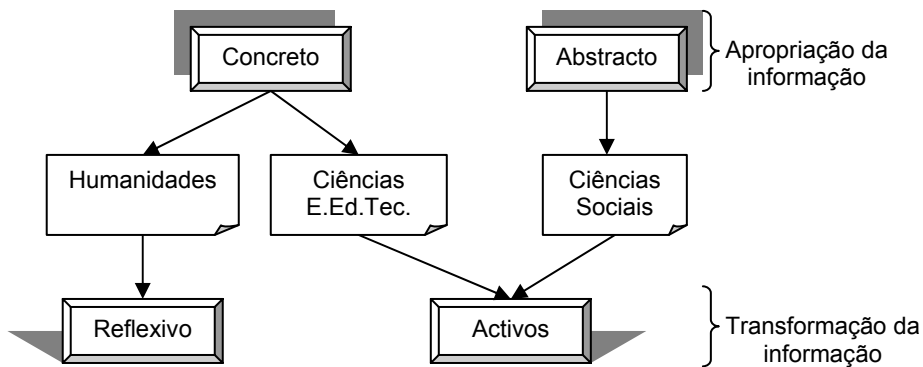 Concreto
Abstracto
Apropriação da
informação
Humanidades
Ciências
E.Ed.Tec.
Ciências
Sociais
Reflexivo
Activos
Transformação da
informação